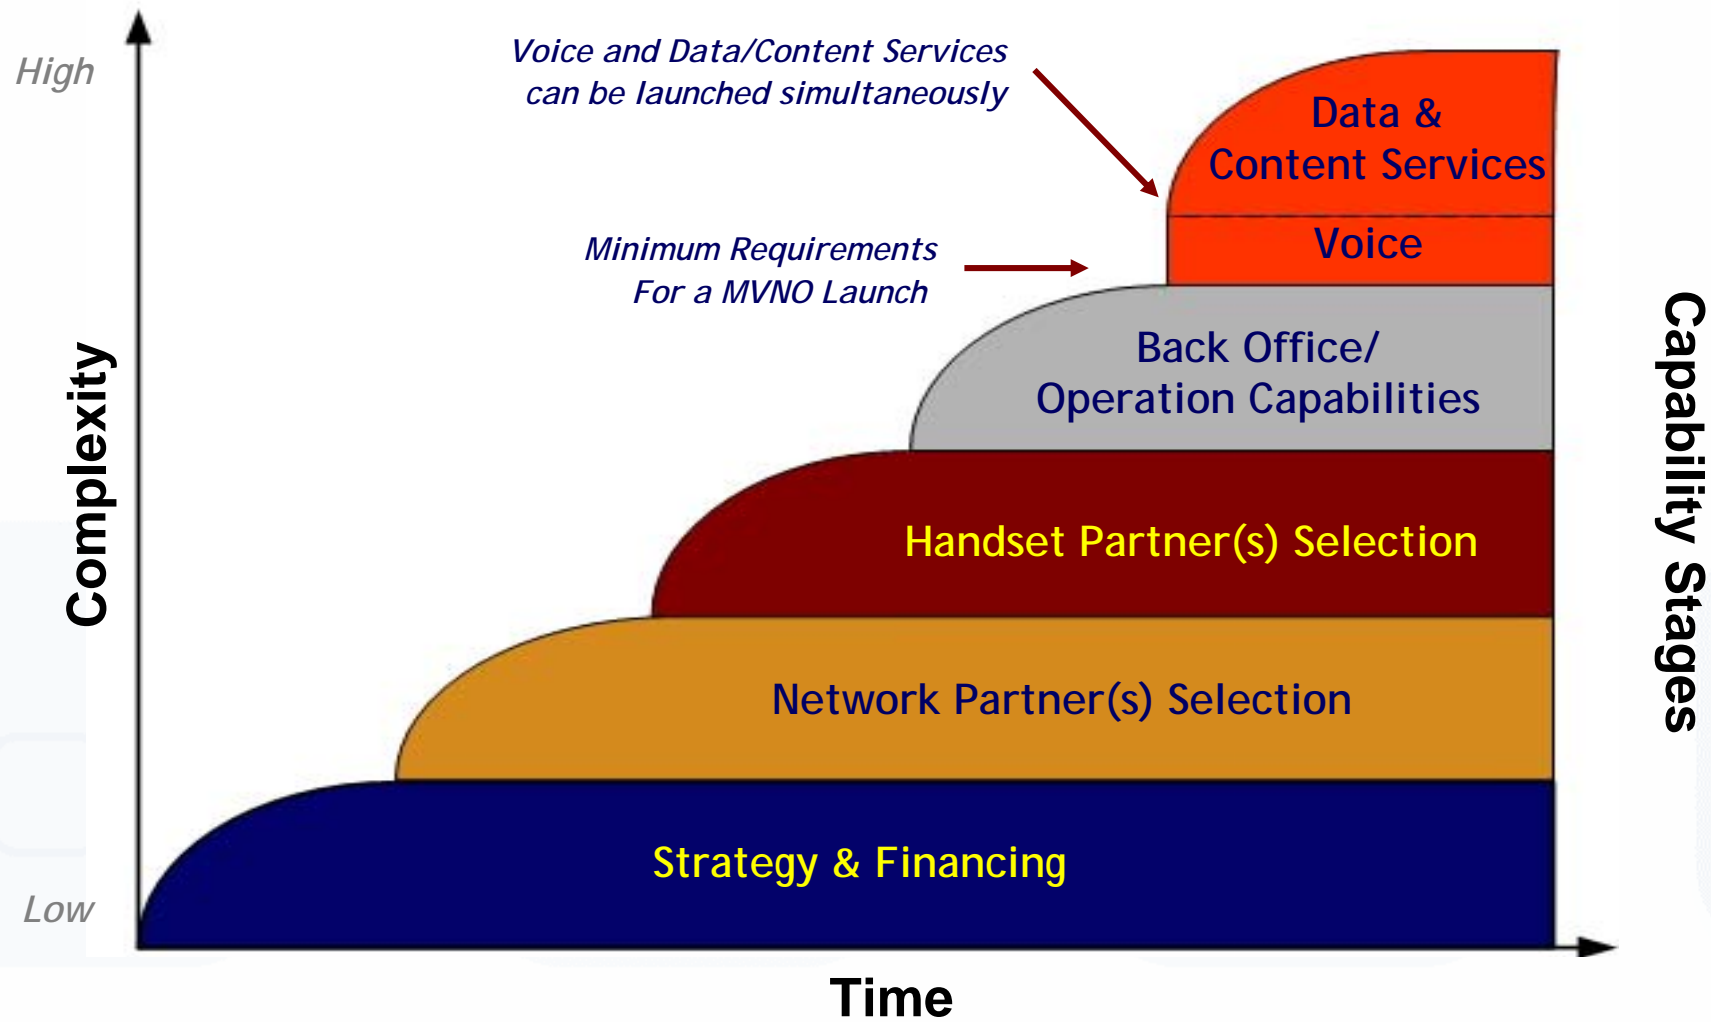 High
Voice and Data/Content Services
can be launched simultaneously
Data &
Content Services
Voice
Minimum Requirements
For a MVNO Launch
Back Office/
Operation Capabilities
Complexity
Capability Stages
Handset Partner(s) Selection
Network Partner(s) Selection
Strategy & Financing
Low
Time